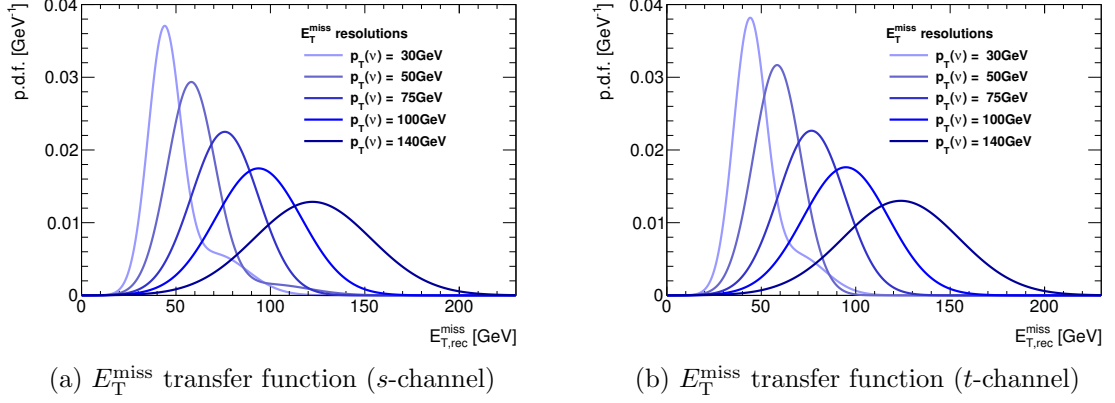 p.d.f. [GeV⁻¹]
0.04
0.03
0.02
0.01
0
0 50 100 150 200
E_T,rec^miss [GeV]
E_T^miss resolutions
p_T(ν) = 30GeV
p_T(ν) = 50GeV
p_T(ν) = 75GeV
p_T(ν) = 100GeV
p_T(ν) = 140GeV
(a) E_T^miss transfer function (s-channel)
p.d.f. [GeV⁻¹]
0.04
0.03
0.02
0.01
0
0 50 100 150 200
E_T,rec^miss [GeV]
E_T^miss resolutions
p_T(ν) = 30GeV
p_T(ν) = 50GeV
p_T(ν) = 75GeV
p_T(ν) = 100GeV
p_T(ν) = 140GeV
(b) E_T^miss transfer function (t-channel)